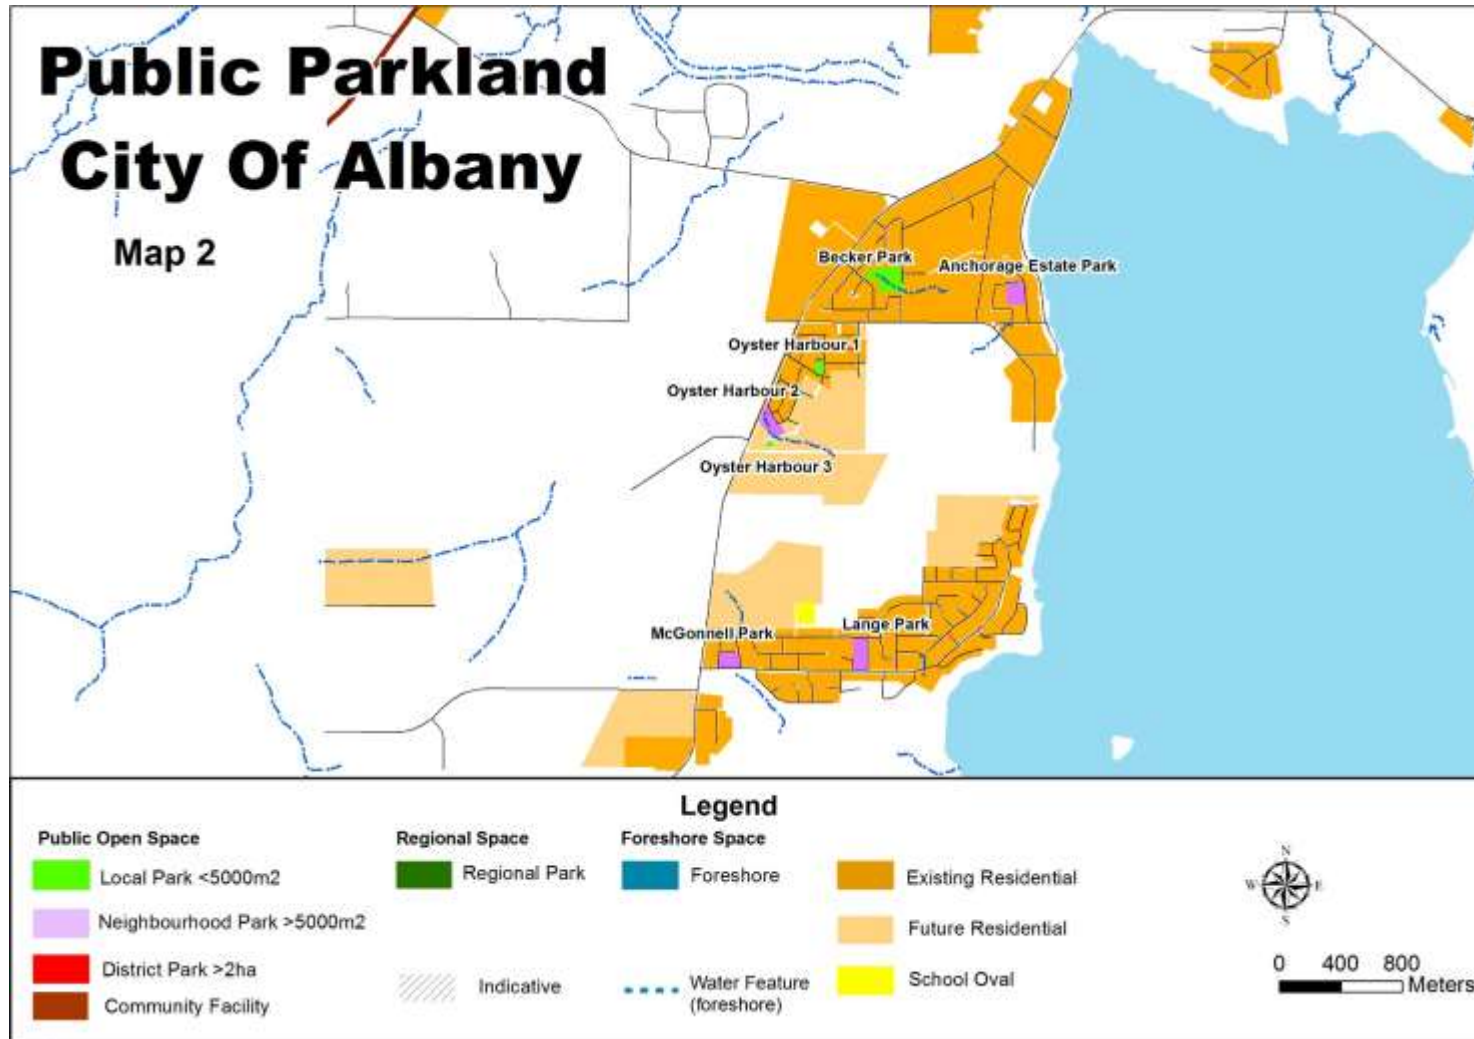 Public Parkland
City Of Albany
Map 2
Becker Park
Anchorage Estate Park
Oyster Harbour 1
Oyster Harbour 2
Oyster Harbour 3
McGonnell Park
Lange Park
Legend
Public Open Space
Local Park <5000m2
Neighbourhood Park >5000m2
District Park >2ha
Community Facility
Regional Space
Regional Park
Indicative
Foreshore Space
Foreshore
Water Feature
(foreshore)
Existing Residential
Future Residential
School Oval
N
W E
S
0 400 800
Meters